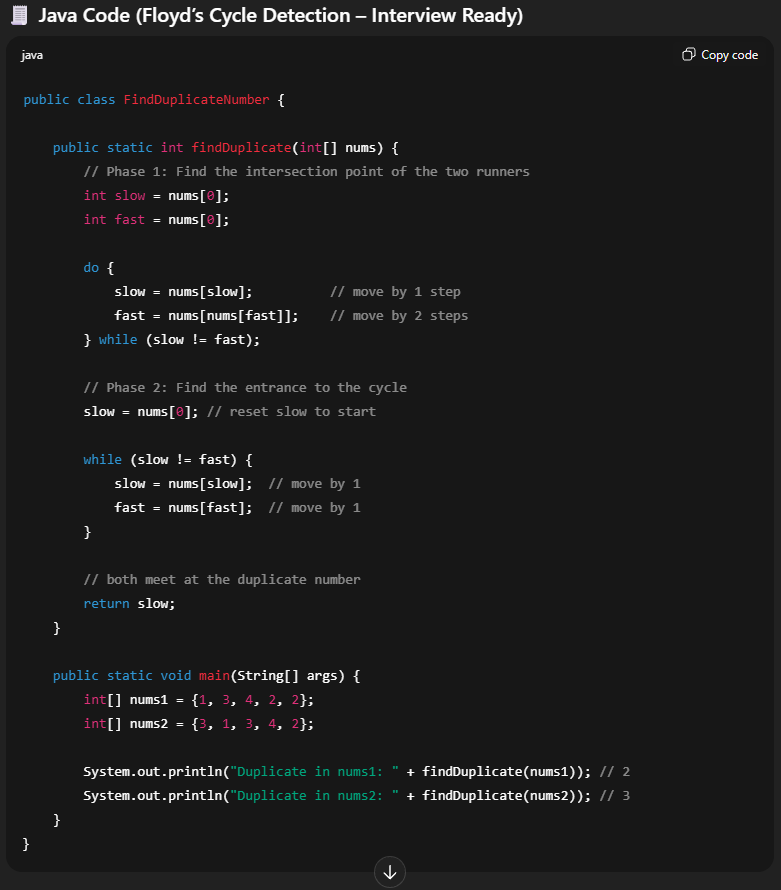 Java Code (Floyd’s Cycle Detection – Interview Ready)
java
Copy code
public class FindDuplicateNumber {
    public static int findDuplicate(int[] nums) {
        // Phase 1: Find the intersection point of the two runners
        int slow = nums[0];
        int fast = nums[0];
        do {
            slow = nums[slow];          // move by 1 step
            fast = nums[nums[fast]];    // move by 2 steps
        } while (slow != fast);
        // Phase 2: Find the entrance to the cycle
        slow = nums[0]; // reset slow to start
        while (slow != fast) {
            slow = nums[slow];  // move by 1
            fast = nums[fast];  // move by 1
        }
        // both meet at the duplicate number
        return slow;
    }
    public static void main(String[] args) {
        int[] nums1 = {1, 3, 4, 2, 2};
        int[] nums2 = {3, 1, 3, 4, 2};
        System.out.println("Duplicate in nums1: " + findDuplicate(nums1)); // 2
        System.out.println("Duplicate in nums2: " + findDuplicate(nums2)); // 3
    }
}